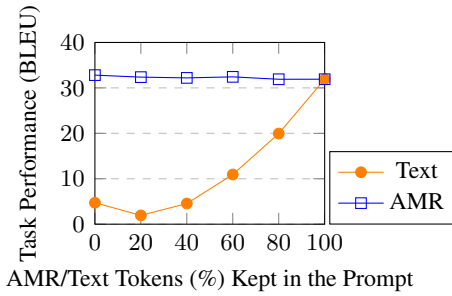 Task Performance (BLEU)
40
30
20
10
0
0 20 40 60 80 100
Text
AMR
AMR/Text Tokens (%) Kept in the Prompt